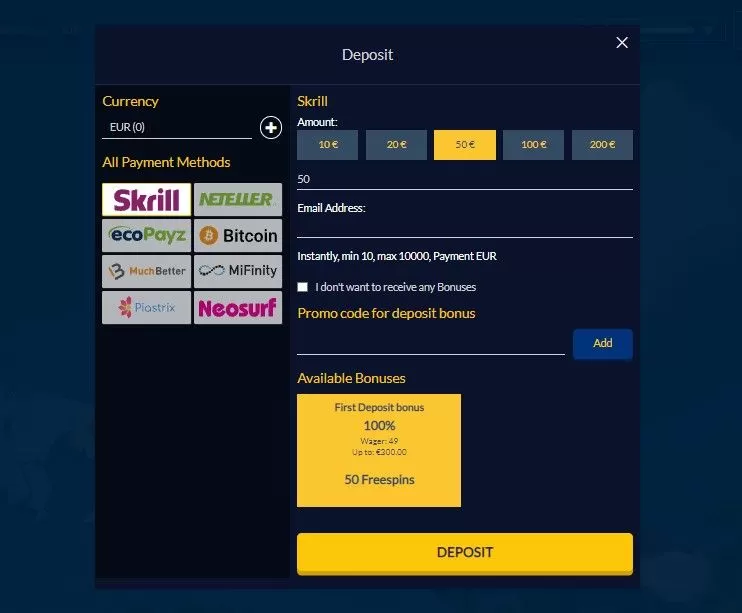 Deposit
Currency
EUR (0)
All Payment Methods
Skrill
NETELLER
ecoPayz
Bitcoin
MuchBetter
MiFinity
Piastrix
Neosurf
Skrill
Amount:
10 €
20 €
50 €
100 €
200 €
50
Email Address:
Instantly, min 10, max 10000, Payment EUR
I don't want to receive any Bonuses
Promo code for deposit bonus
Add
Available Bonuses
First Deposit bonus
100%
Wager: 49
Up to: €300.00
50 Freespins
DEPOSIT